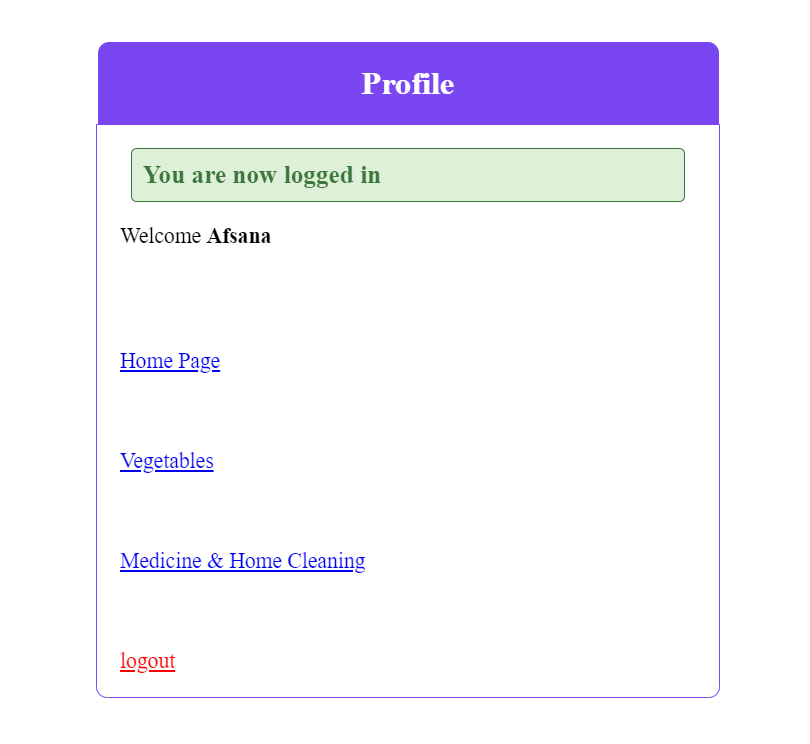 Profile
You are now logged in
Welcome Afsana
Home Page
Vegetables
Medicine & Home Cleaning
logout